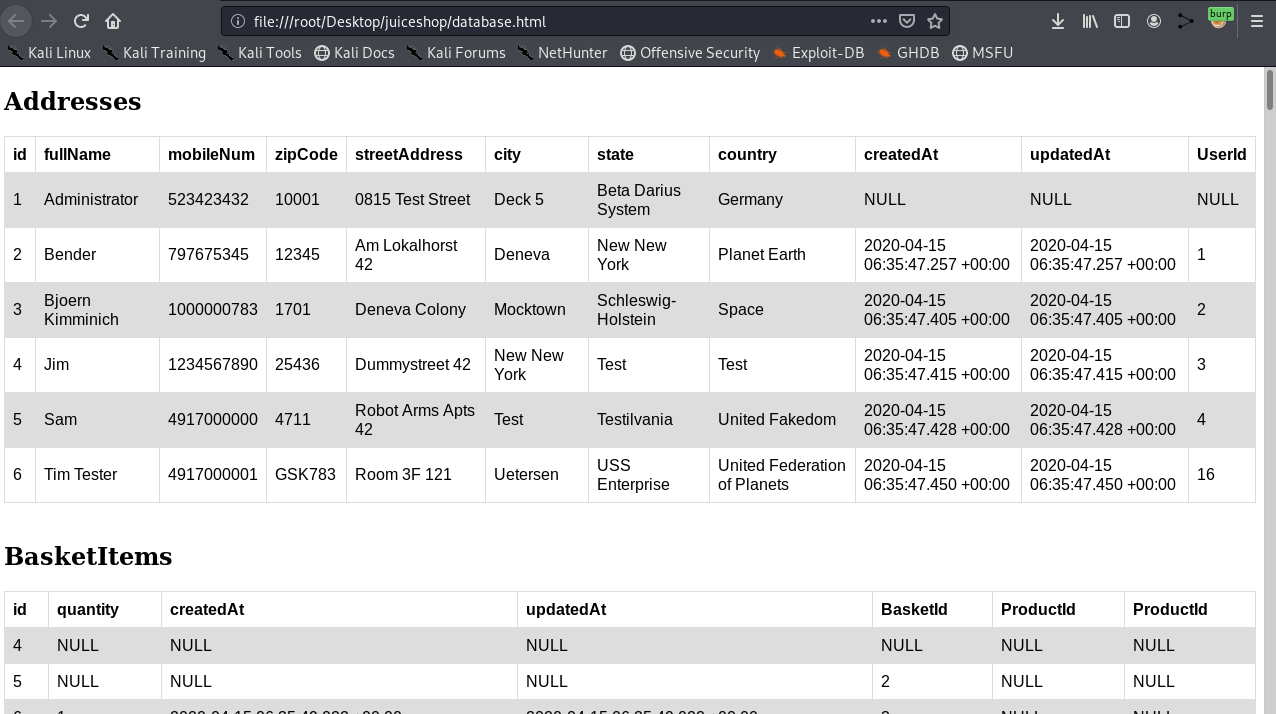 file:///root/Desktop/juiceshop/database.html
burp
Kali Linux Kali Training Kali Tools Kali Docs Kali Forums NetHunter Offensive Security Exploit-DB GHDB MSFU
Addresses
id fullName mobileNum zipCode streetAddress city state country createdAt updatedAt UserId
1 Administrator 523423432 10001 0815 Test Street Deck 5 Beta Darius System Germany NULL NULL NULL
2 Bender 797675345 12345 Am Lokalhorst 42 Deneva New New York Planet Earth 2020-04-15 06:35:47.257 +00:00 2020-04-15 06:35:47.257 +00:00 1
3 Bjoern Kimminich 1000000783 1701 Deneva Colony Mocktown Schleswig-Holstein Space 2020-04-15 06:35:47.405 +00:00 2020-04-15 06:35:47.405 +00:00 2
4 Jim 1234567890 25436 Dummystreet 42 New New York Test Test 2020-04-15 06:35:47.415 +00:00 2020-04-15 06:35:47.415 +00:00 3
5 Sam 4917000000 4711 Robot Arms Apts 42 Test Testilvania United Fakedom 2020-04-15 06:35:47.428 +00:00 2020-04-15 06:35:47.428 +00:00 4
6 Tim Tester 4917000001 GSK783 Room 3F 121 Uetersen USS Enterprise United Federation of Planets 2020-04-15 06:35:47.450 +00:00 2020-04-15 06:35:47.450 +00:00 16
BasketItems
id quantity createdAt updatedAt BasketId ProductId ProductId
4 NULL NULL NULL NULL NULL NULL
5 NULL NULL NULL 2 NULL NULL